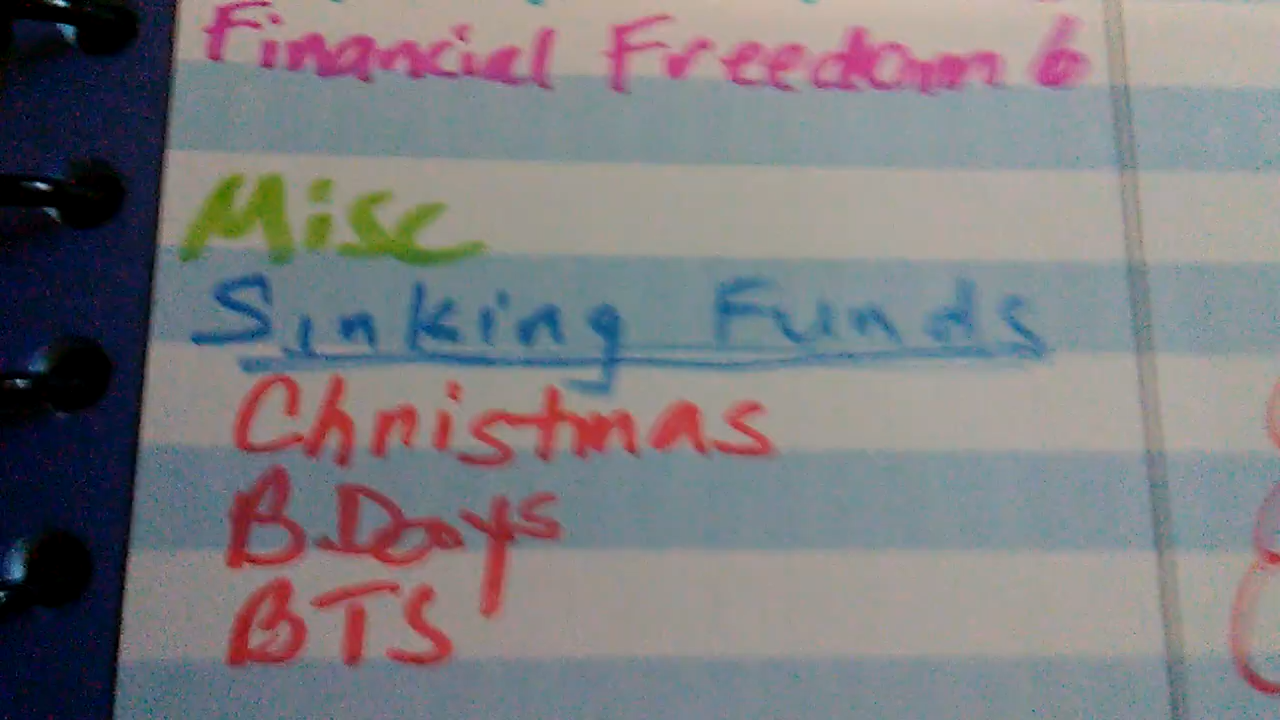 Financial Freedom 6
Misc
Sinking Funds
Christmas
B.Days
BTS